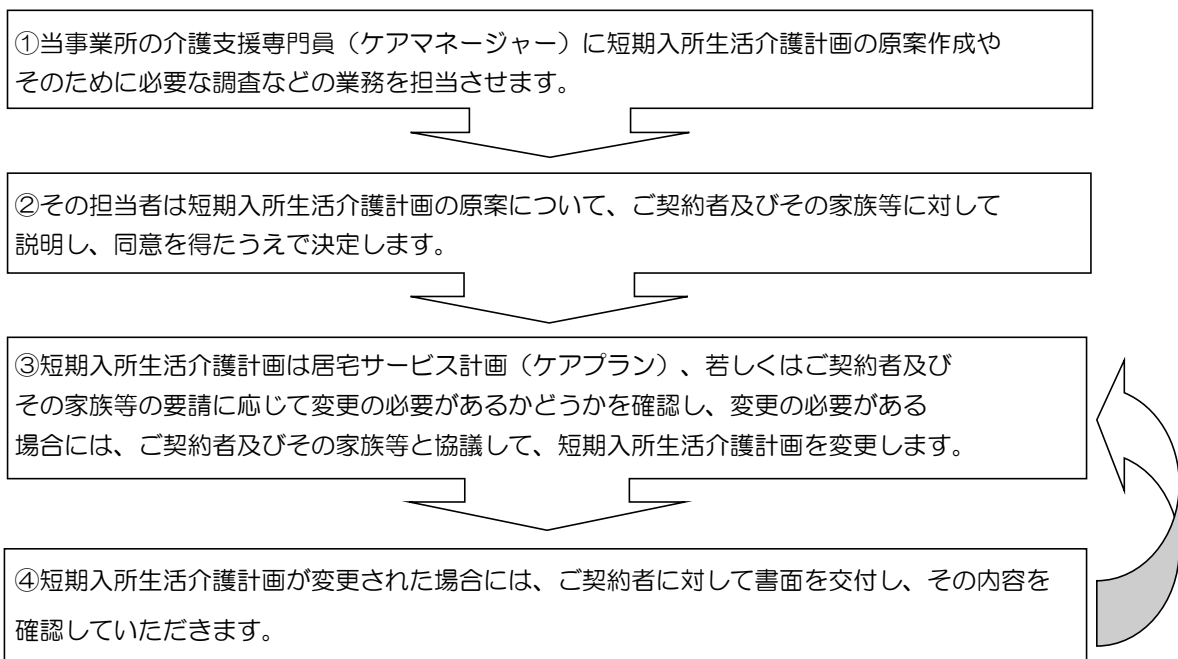 ①当事業所の介護支援専門員（ケアマネージャー）に短期入所生活介護計画の原案作成や
そのために必要な調査などの業務を担当させます。
②その担当者は短期入所生活介護計画の原案について、ご契約者及びその家族等に対して
説明し、同意を得たうえで決定します。
③短期入所生活介護計画は居宅サービス計画（ケアプラン）、若しくはご契約者及び
その家族等の要請に応じて変更の必要があるかどうかを確認し、変更の必要がある
場合には、ご契約者及びその家族等と協議して、短期入所生活介護計画を変更します。
④短期入所生活介護計画が変更された場合には、ご契約者に対して書面を交付し、その内容を
確認していただきます。